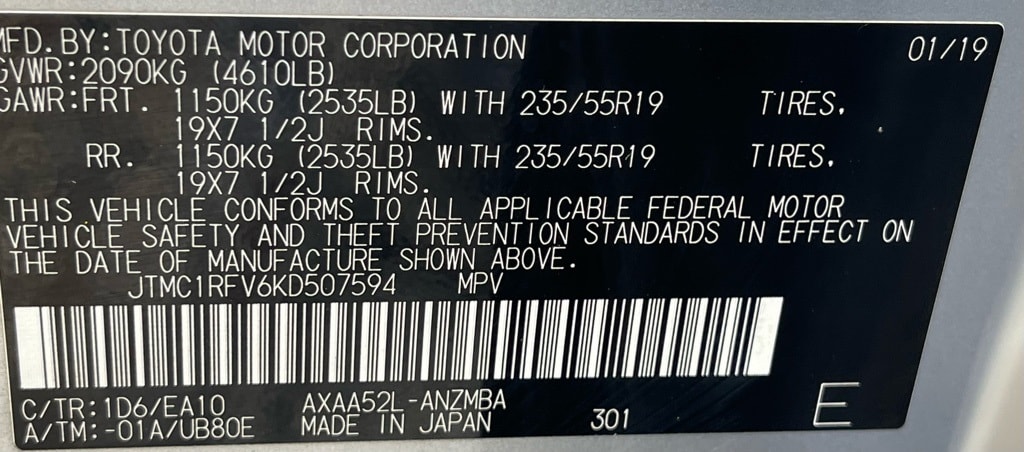 MFD.BY:TOYOTA MOTOR CORPORATION 01/19
GVWR:2090KG (4610LB)
GAWR:FRT. 1150KG (2535LB) WITH 235/55R19 TIRES.
19X7 1/2J RIMS.
RR. 1150KG (2535LB) WITH 235/55R19 TIRES.
19X7 1/2J RIMS.
THIS VEHICLE CONFORMS TO ALL APPLICABLE FEDERAL MOTOR
VEHICLE SAFETY AND THEFT PREVENTION STANDARDS IN EFFECT ON
THE DATE OF MANUFACTURE SHOWN ABOVE.
JTMC1RFV6KD507594 MPV
C/TR:1D6/EA10 AXAA52L-ANZMBA
A/TM:-01A/UB80E MADE IN JAPAN 301 E